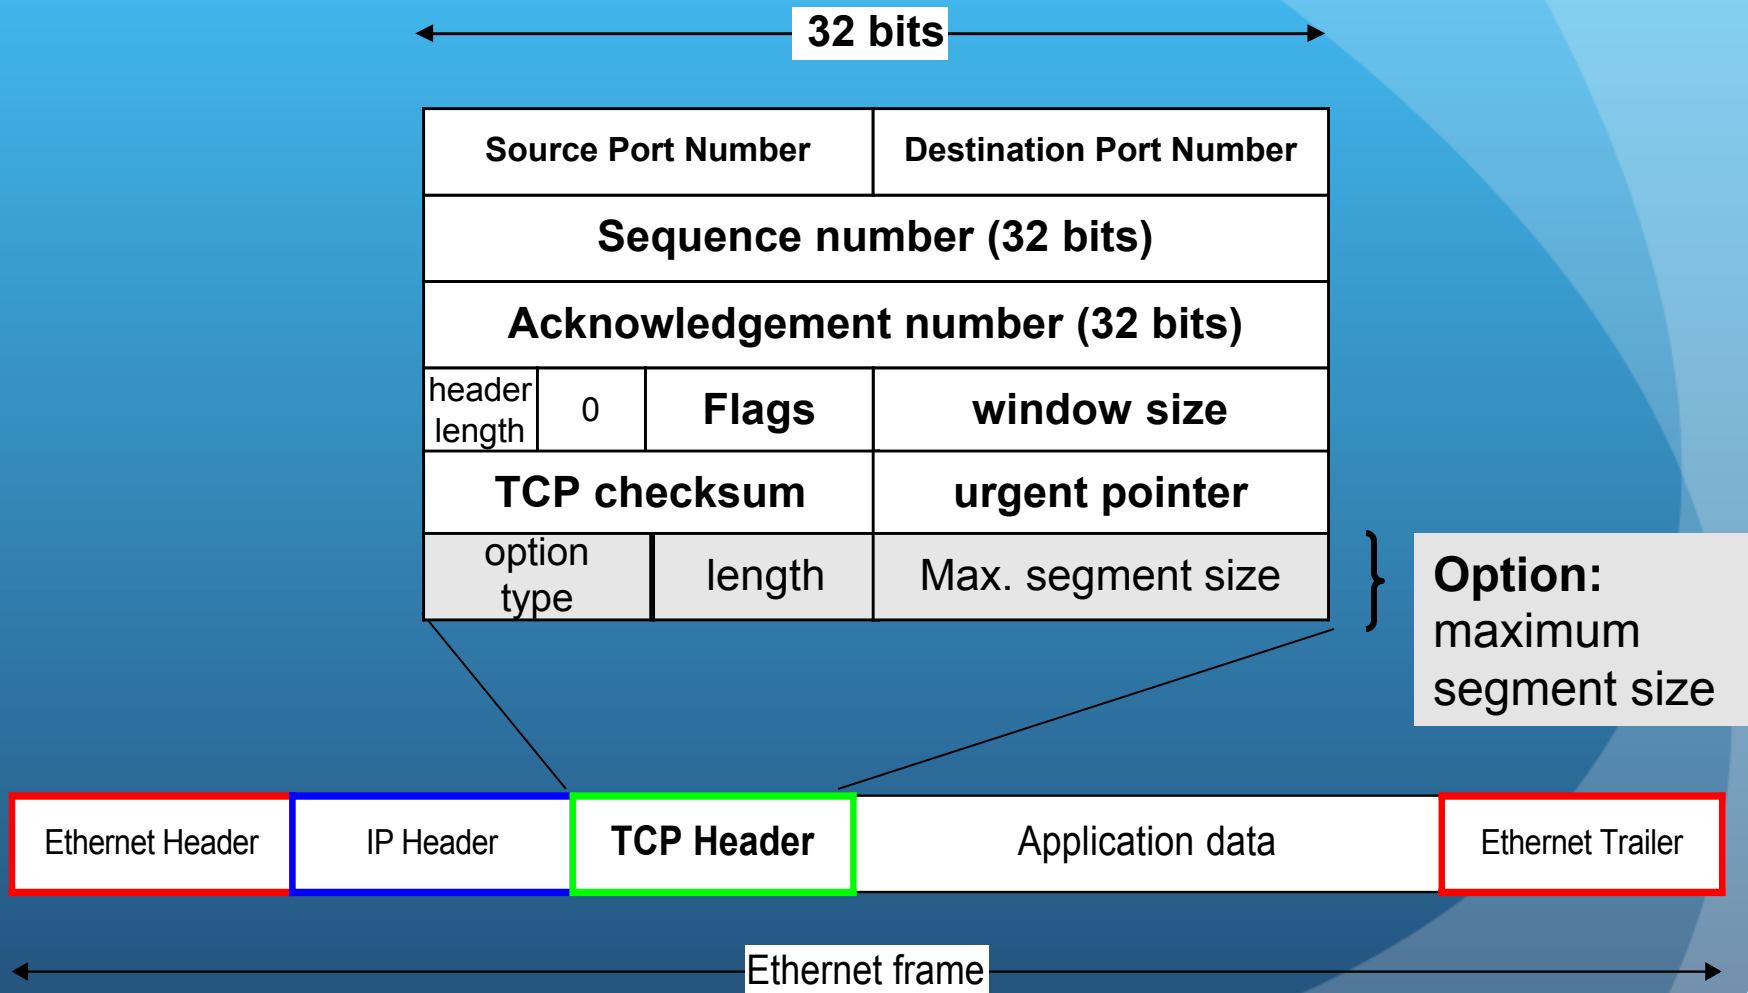 32 bits
Source Port Number
Destination Port Number
Sequence number (32 bits)
Acknowledgement number (32 bits)
header
length
0
Flags
window size
TCP checksum
urgent pointer
option
type
length
Max. segment size
Option:
maximum
segment size
Ethernet Header
IP Header
TCP Header
Application data
Ethernet Trailer
Ethernet frame